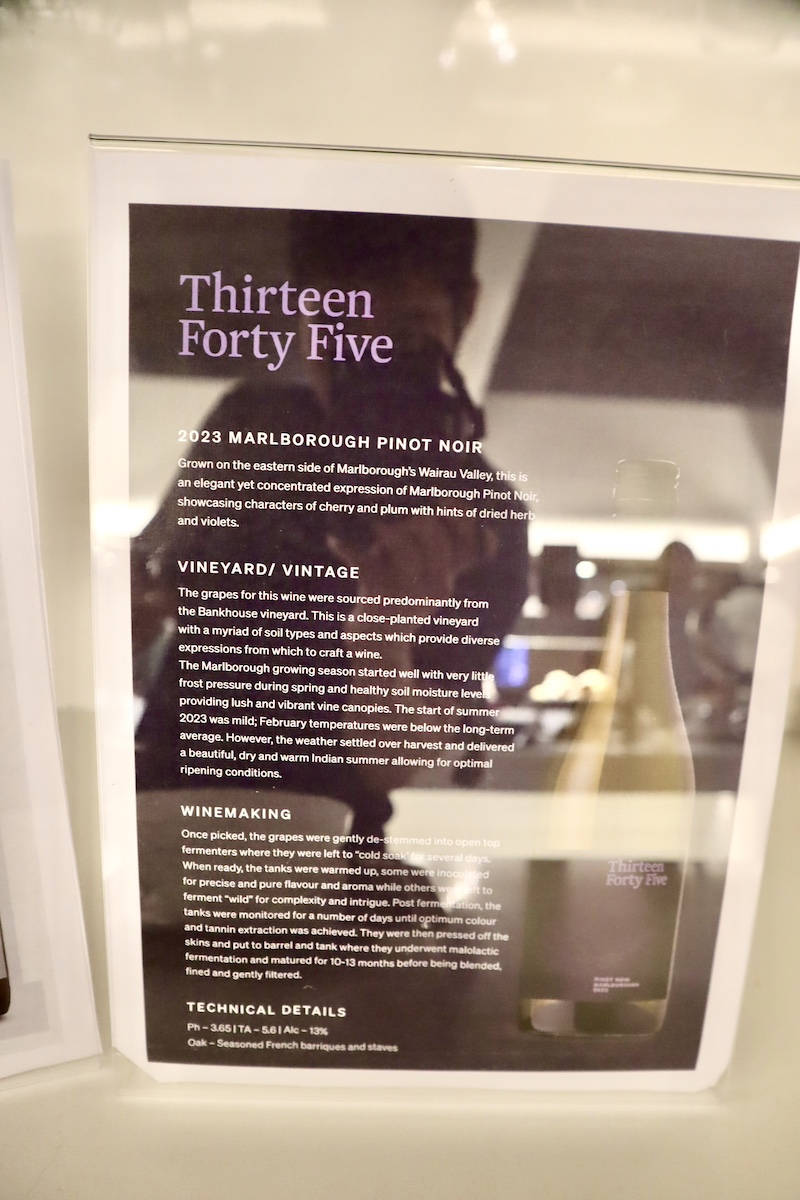 Thirteen
Forty Five
2023 MARLBOROUGH PINOT NOIR
Grown on the eastern side of Marlborough's Wairau Valley, this is
an elegant yet concentrated expression of Marlborough Pinot Noir,
showcasing characters of cherry and plum with hints of dried herb
and violets.
VINEYARD/ VINTAGE
The grapes for this wine were sourced predominantly from
the Bankhouse vineyard. This is a close-planted vineyard
with a myriad of soil types and aspects which provide diverse
expressions from which to craft a wine.
The Marlborough growing season started well with very little
frost pressure during spring and healthy soil moisture levels
providing lush and vibrant vine canopies. The start of summer
2023 was mild; February temperatures were below the long-term
average. However, the weather settled over harvest and delivered
a beautiful, dry and warm Indian summer allowing for optimal
ripening conditions.
WINEMAKING
Once picked, the grapes were gently de-stemmed into open top
fermenters where they were left to "cold soak" for several days.
When ready, the tanks were warmed up, some were inoculated
for precise and pure flavour and aroma while others were left to
ferment "wild" for complexity and intrigue. Post fermentation, the
tanks were monitored for a number of days until optimum colour
and tannin extraction was achieved. They were then pressed off the
skins and put to barrel and tank where they underwent malolactic
fermentation and matured for 10-13 months before being blended,
fined and gently filtered.
TECHNICAL DETAILS
Ph – 3.65 | TA – 5.6 | Alc – 13%
Oak – Seasoned French barriques and staves
Thirteen
Forty Five
PINOT NOIR
MARLBOROUGH
2023